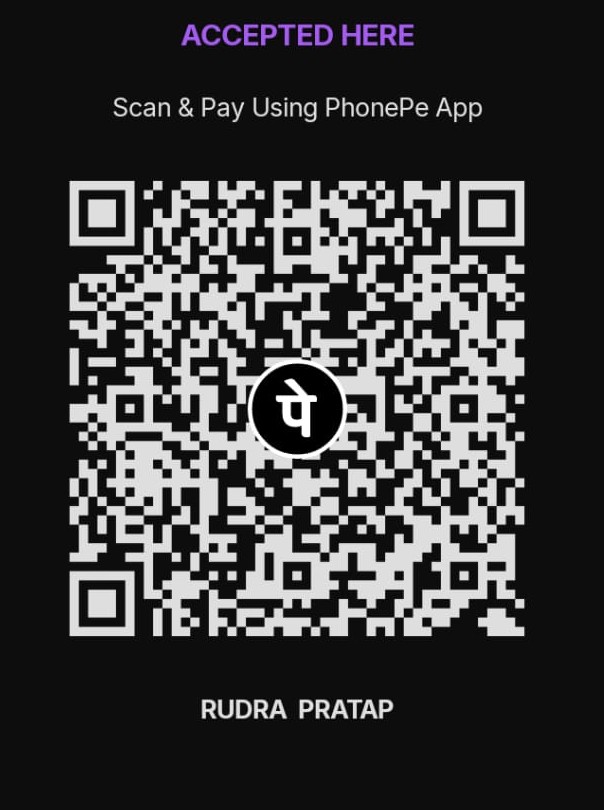 ACCEPTED HERE
Scan & Pay Using PhonePe App
पे
RUDRA PRATAP